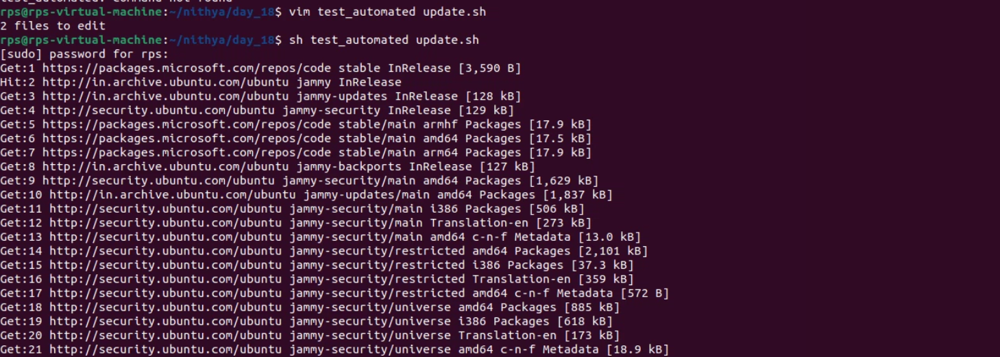 test_automated: command not found
rps@rps-virtual-machine:~/nithya/day_18$ vim test_automated update.sh
2 files to edit
rps@rps-virtual-machine:~/nithya/day_18$ sh test_automated update.sh
[sudo] password for rps:
Get:1 https://packages.microsoft.com/repos/code stable InRelease [3,590 B]
Hit:2 http://in.archive.ubuntu.com/ubuntu jammy InRelease
Get:3 http://in.archive.ubuntu.com/ubuntu jammy-updates InRelease [128 kB]
Get:4 http://security.ubuntu.com/ubuntu jammy-security InRelease [129 kB]
Get:5 https://packages.microsoft.com/repos/code stable/main armhf Packages [17.9 kB]
Get:6 https://packages.microsoft.com/repos/code stable/main amd64 Packages [17.5 kB]
Get:7 https://packages.microsoft.com/repos/code stable/main arm64 Packages [17.9 kB]
Get:8 http://in.archive.ubuntu.com/ubuntu jammy-backports InRelease [127 kB]
Get:9 http://security.ubuntu.com/ubuntu jammy-security/main amd64 Packages [1,629 kB]
Get:10 http://in.archive.ubuntu.com/ubuntu jammy-updates/main amd64 Packages [1,837 kB]
Get:11 http://security.ubuntu.com/ubuntu jammy-security/main i386 Packages [506 kB]
Get:12 http://security.ubuntu.com/ubuntu jammy-security/main Translation-en [273 kB]
Get:13 http://security.ubuntu.com/ubuntu jammy-security/main amd64 c-n-f Metadata [13.0 kB]
Get:14 http://security.ubuntu.com/ubuntu jammy-security/restricted amd64 Packages [2,101 kB]
Get:15 http://security.ubuntu.com/ubuntu jammy-security/restricted i386 Packages [37.3 kB]
Get:16 http://security.ubuntu.com/ubuntu jammy-security/restricted Translation-en [359 kB]
Get:17 http://security.ubuntu.com/ubuntu jammy-security/restricted amd64 c-n-f Metadata [572 B]
Get:18 http://security.ubuntu.com/ubuntu jammy-security/universe amd64 Packages [885 kB]
Get:19 http://security.ubuntu.com/ubuntu jammy-security/universe i386 Packages [618 kB]
Get:20 http://security.ubuntu.com/ubuntu jammy-security/universe Translation-en [173 kB]
Get:21 http://security.ubuntu.com/ubuntu jammy-security/universe amd64 c-n-f Metadata [18.9 kB]